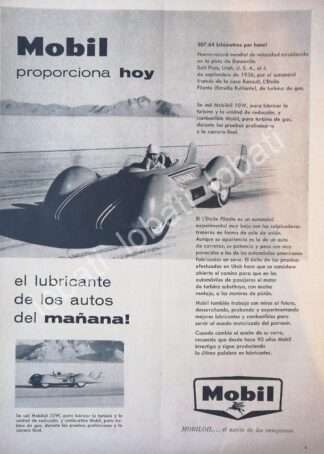 Mobil
proporciona hoy
307.64 kilómetros por hora!
Nuevo record mundial de velocidad establecido
en la pista de Bonneville
Salt Flats, Utah, U. S. A., el 4
de septiembre de 1956, por el automóvil
francés de la casa Renault, L'Etoile
Filante (Estrella Rutilante), de turbina
de gas.
Se usó Mobiloil 10W, para lubricar la
turbina y la unidad de reducción, y
combustible Mobil, para turbina de gas,
durante las pruebas preliminares y
la carrera final.
el lubricante
de los autos
del mañana!
El L'Etoile Filante es un automóvil
experimental muy bajo con los salpicaderas
traseras en forma de cola de avión.
Aunque su apariencia es la de un auto
de carreras, su potencia y peso son muy
parecidos a los de los automóviles americanos
fabricados en serie. El éxito de las pruebas
efectuadas en Utah hace que se considere
abierto el camino para que en los
automóviles de pasajeros el motor
de turbina substituya, con mucha
ventaja, a los motores de pistón.
Mobil también trabaja con miras al futuro,
desarrollando, probando y experimentando
mejores lubricantes y combustibles para
servir al mundo motorizado del porvenir.
Cuando cambie el aceite de su carro,
recuerde que desde hace 90 años Mobil
investiga y sigue produciendo
la última palabra en lubricantes.
Se usó Mobiloil 10W, para lubricar la turbina y la
unidad de reducción, y combustible Mobil, para tur-
bina de gas, durante las pruebas preliminares y la
carrera final.
Mobil
MOBILOIL... el aceite de los campeones